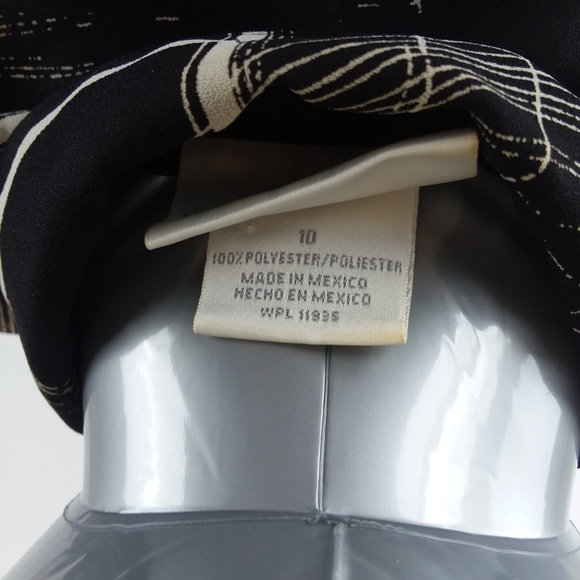 10
100% POLYESTER/POLIESTER
MADE IN MEXICO
HECHO EN MEXICO
WPL 11935